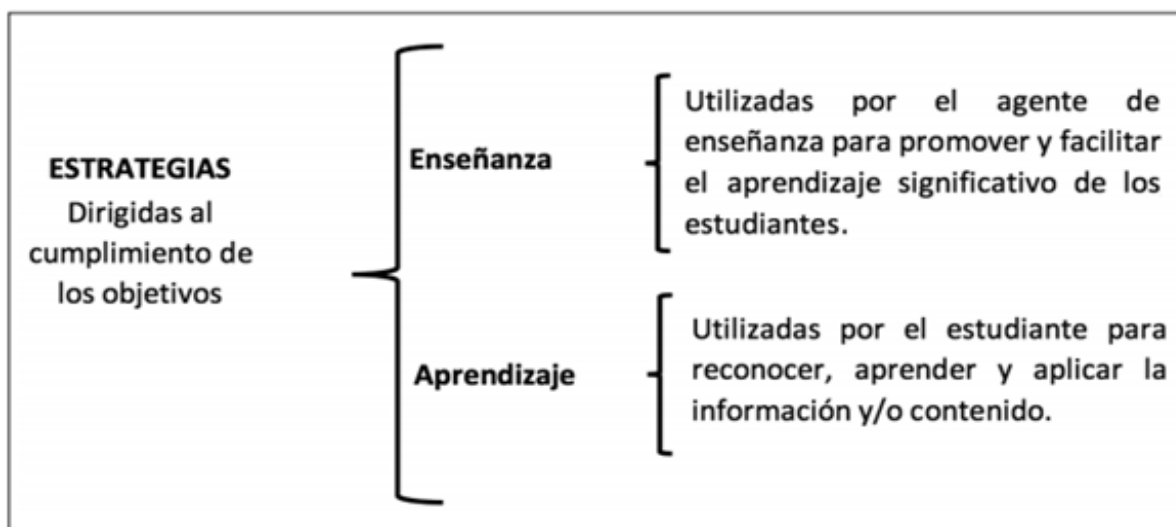 ESTRATEGIAS
Dirigidas al
cumplimiento de
los objetivos
Enseñanza
Utilizadas por el agente de
enseñanza para promover y facilitar
el aprendizaje significativo de los
estudiantes.
Aprendizaje
Utilizadas por el estudiante para
reconocer, aprender y aplicar la
información y/o contenido.